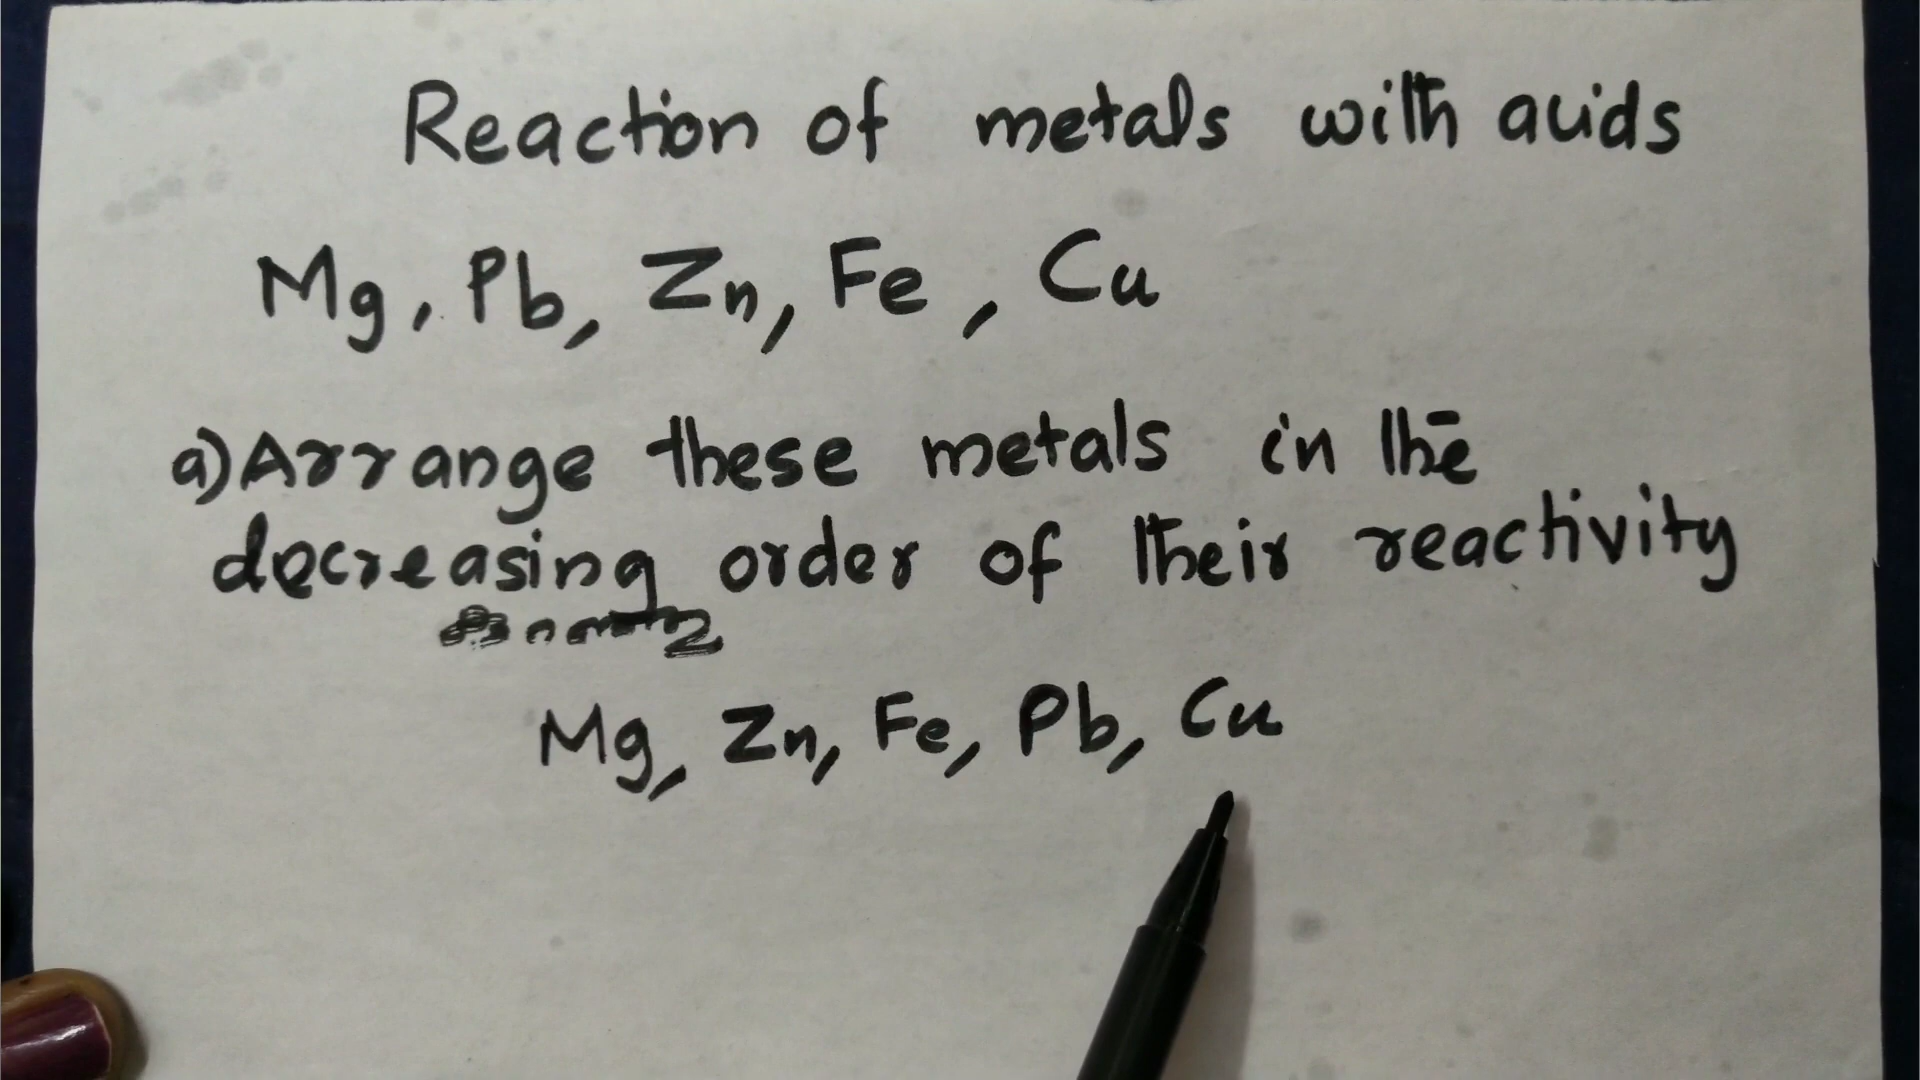 Reaction of metals with acids
Mg, Pb, Zn, Fe, Cu
a) Arrange these metals in the
decreasing order of their reactivity
Mg, Zn, Fe, Pb, Cu